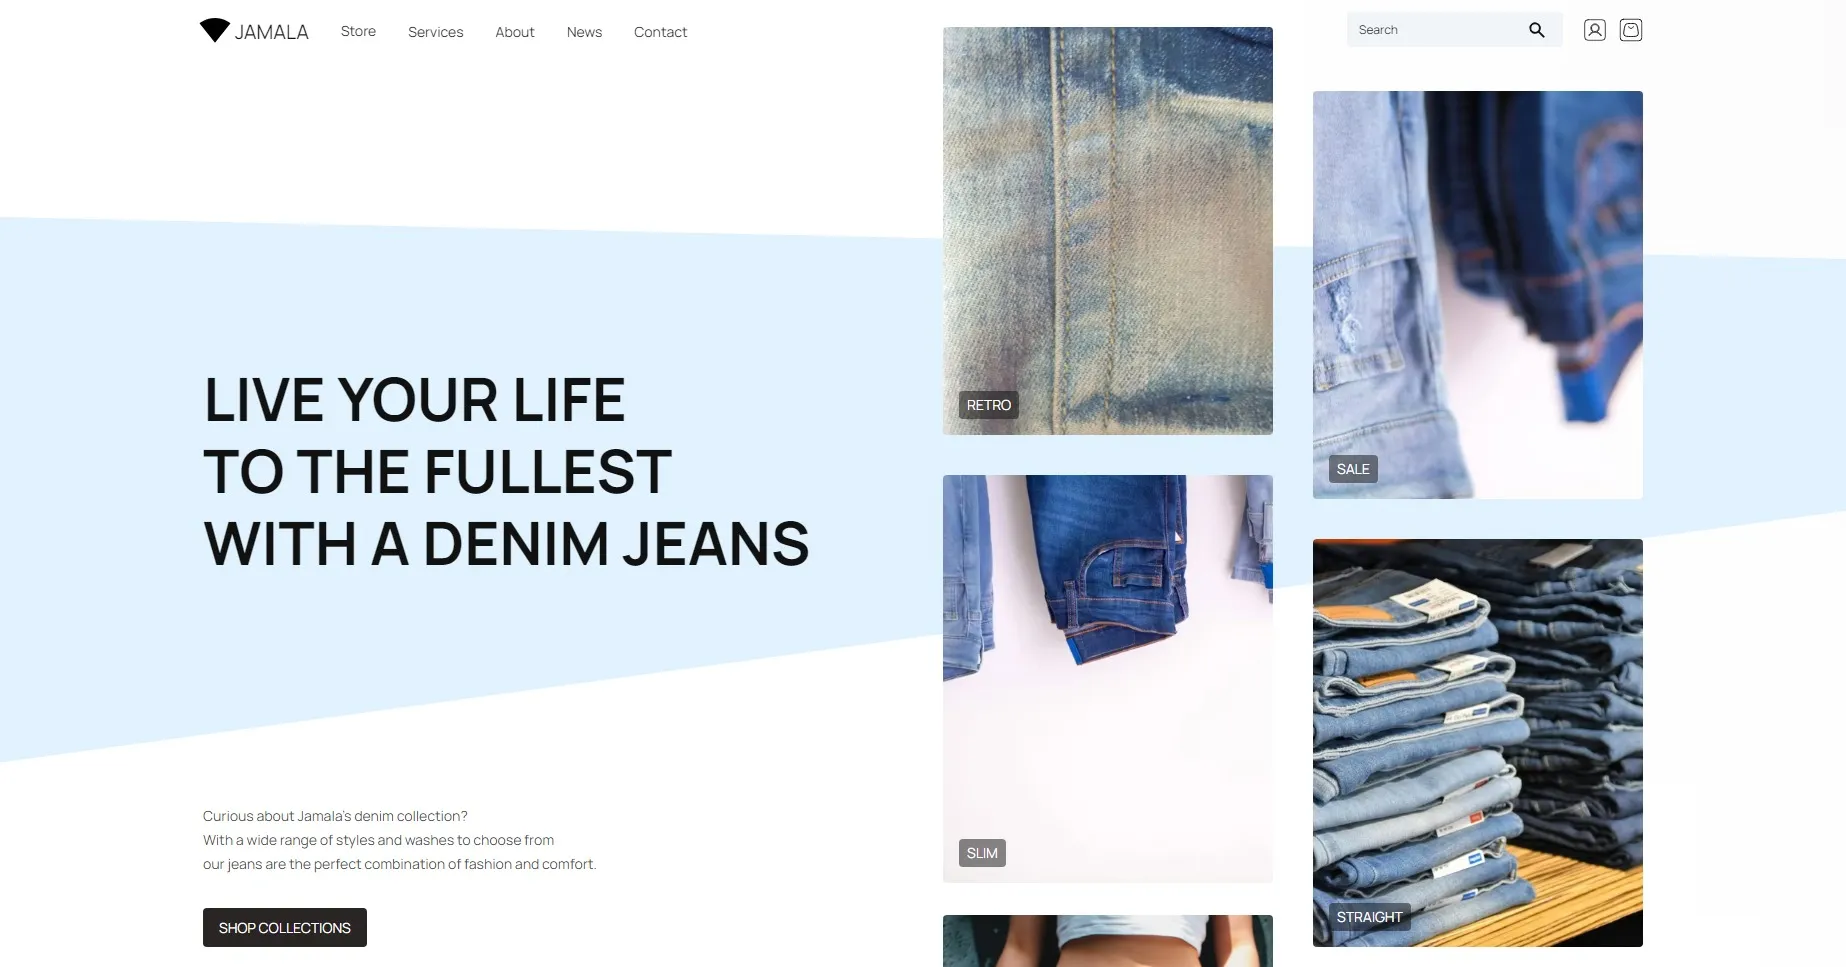 JAMALA
Store
Services
About
News
Contact
Search
LIVE YOUR LIFE
TO THE FULLEST
WITH A DENIM JEANS
Curious about Jamala's denim collection?
With a wide range of styles and washes to choose from
our jeans are the perfect combination of fashion and comfort.
SHOP COLLECTIONS
RETRO
SALE
SLIM
STRAIGHT